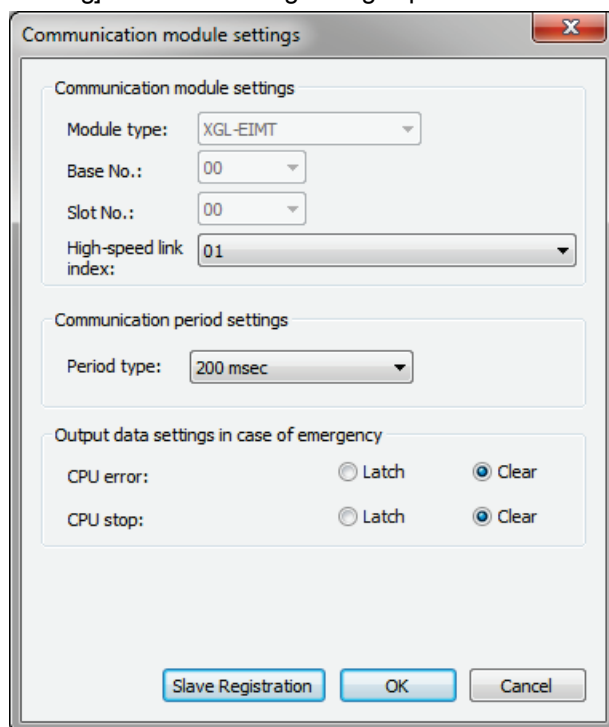 Communication module settings
Communication module settings
Module type: XGL-EIMT
Base No.: 00
Slot No.: 00
High-speed link index: 01
Communication period settings
Period type: 200 msec
Output data settings in case of emergency
CPU error: Latch Clear
CPU stop: Latch Clear
Slave Registration OK Cancel